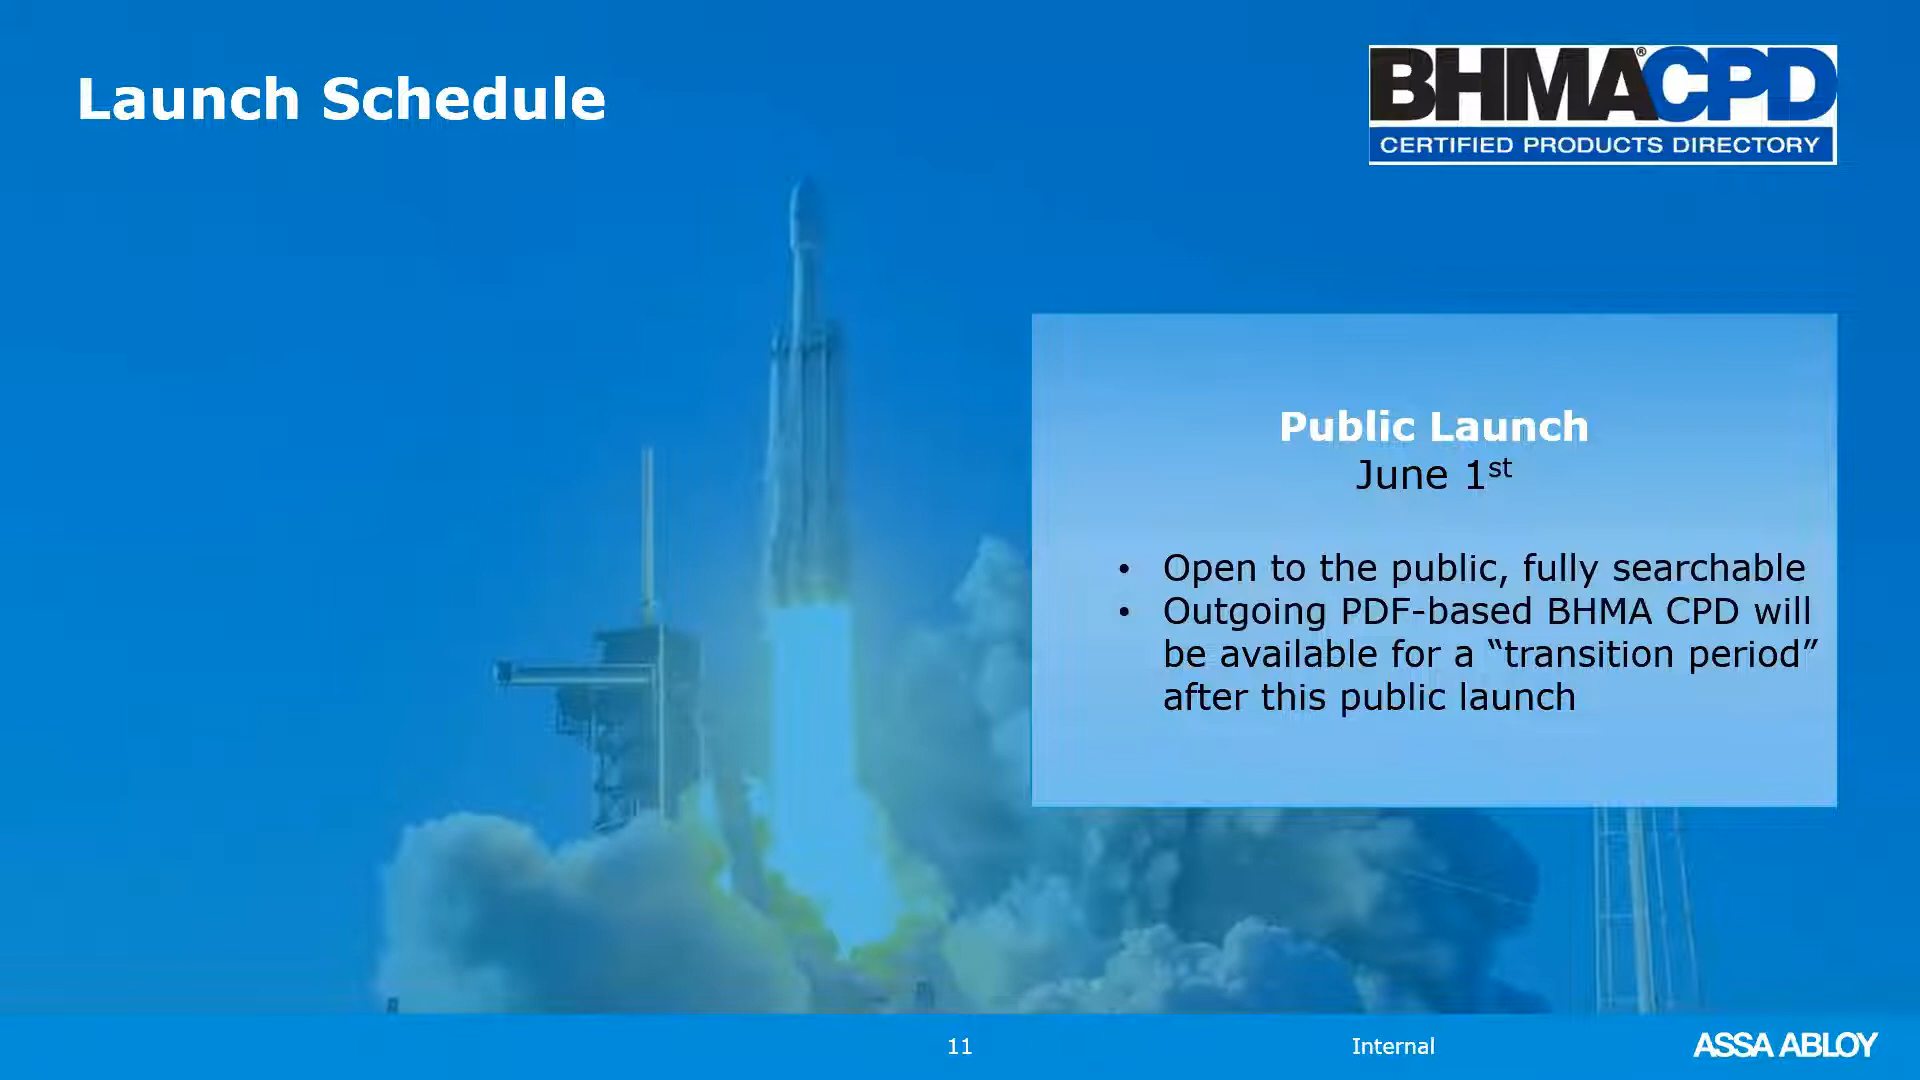 Launch Schedule
BHMA®CPD
CERTIFIED PRODUCTS DIRECTORY
Public Launch
June 1st
• Open to the public, fully searchable
• Outgoing PDF-based BHMA CPD will
be available for a “transition period”
after this public launch
11
Internal
ASSA ABLOY